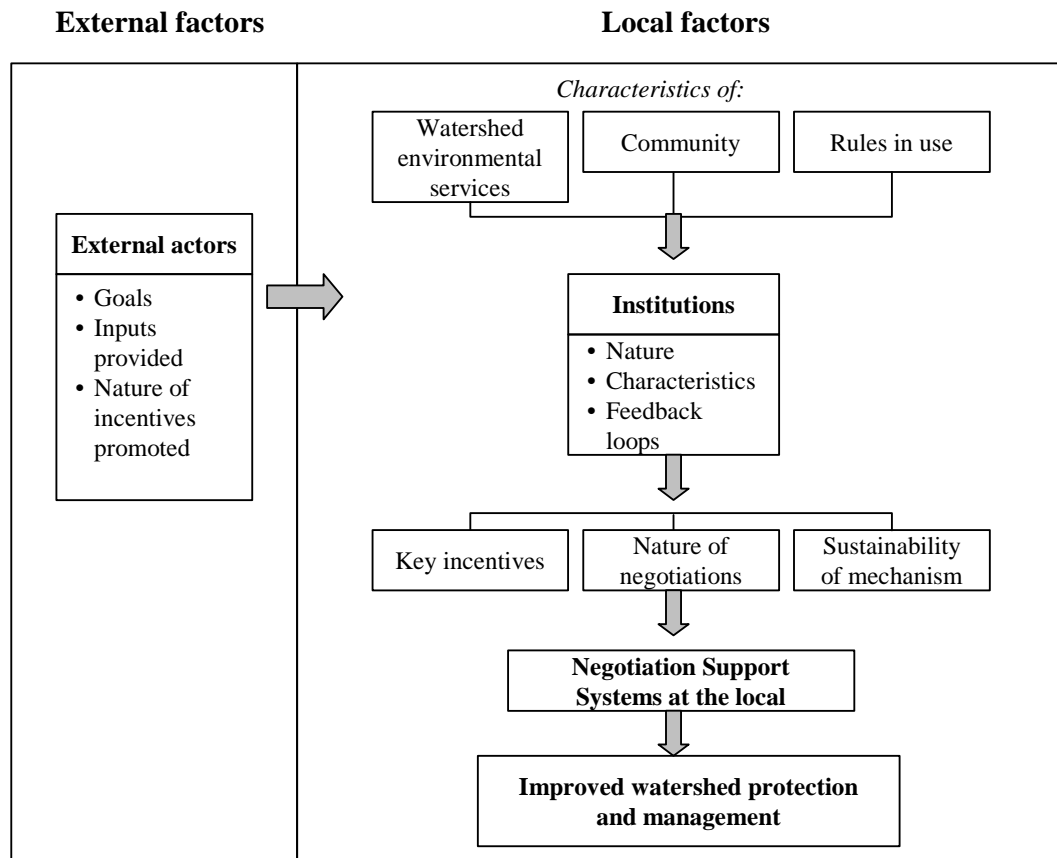 External factors
Local factors
Characteristics of:
Watershed
environmental
services
Community
Rules in use
External actors
• Goals
• Inputs
provided
• Nature of
incentives
promoted
Institutions
• Nature
• Characteristics
• Feedback
loops
Key incentives
Nature of
negotiations
Sustainability
of mechanism
Negotiation Support
Systems at the local
Improved watershed protection
and management